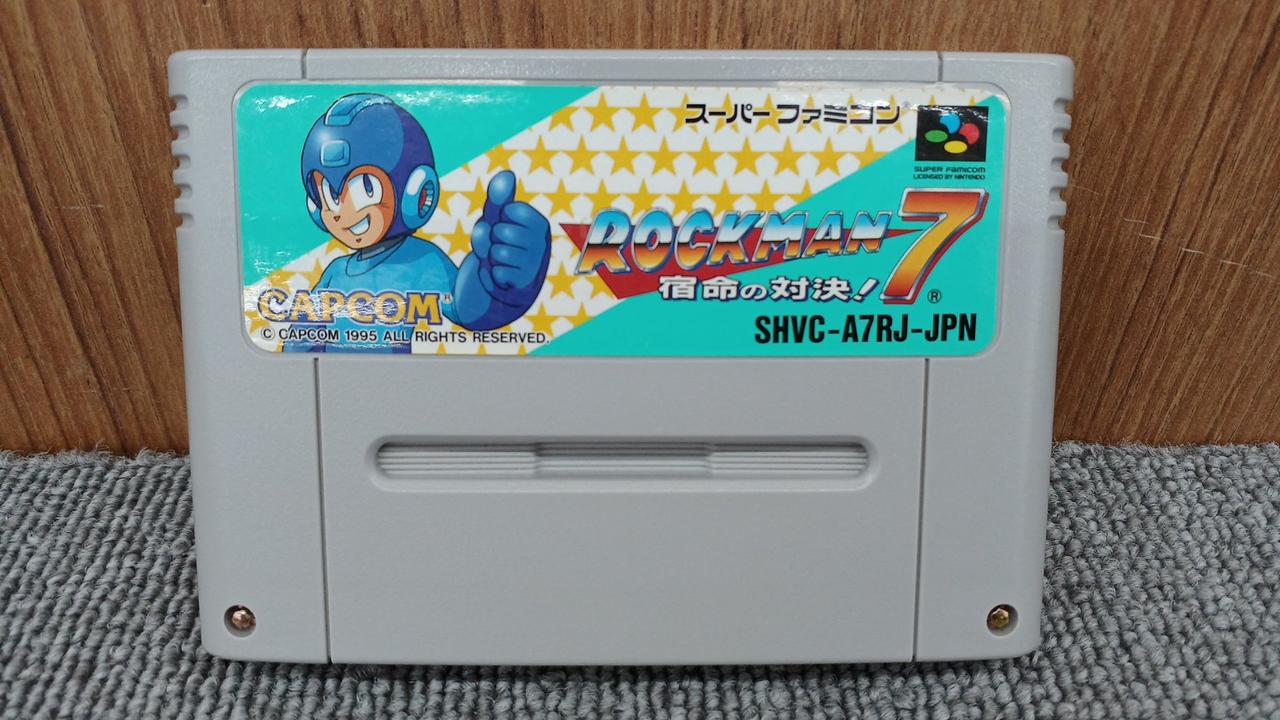 スーパーファミコン®
SUPER FAMICOM
LICENSED BY NINTENDO
ROCKMAN 7®
宿命の対決!
CAPCOM®
© CAPCOM 1995 ALL RIGHTS RESERVED.
SHVC-A7RJ-JPN